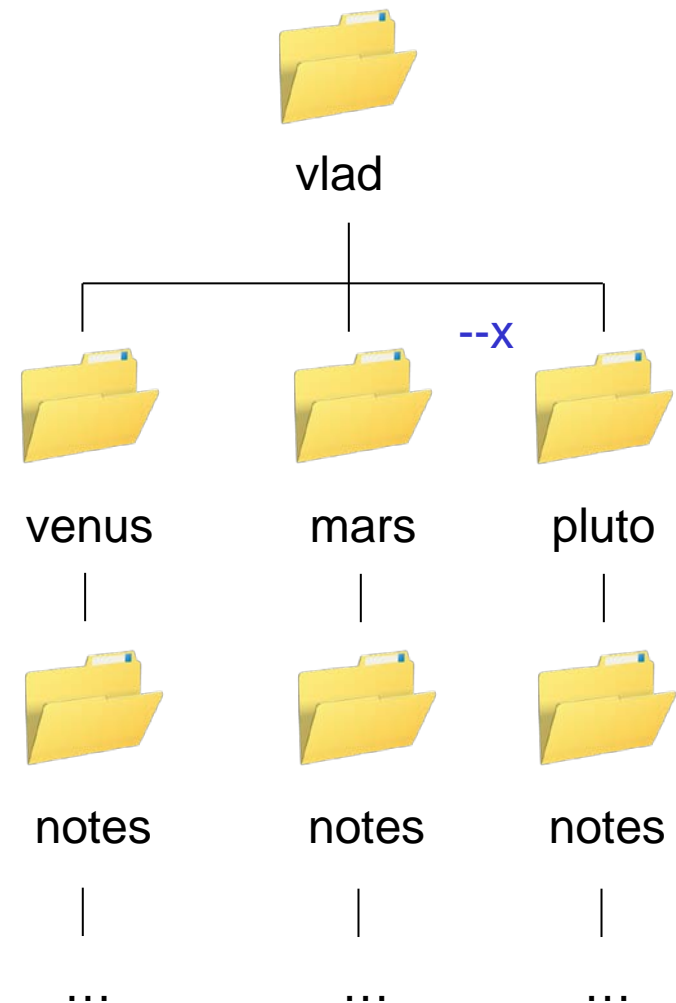 vlad
--x
venus mars pluto
notes notes notes
... ... ...